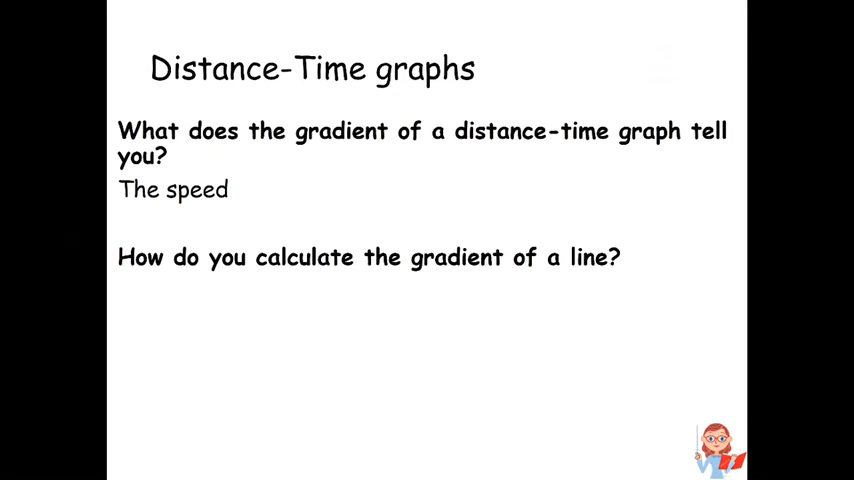 Distance-Time graphs
What does the gradient of a distance-time graph tell
you?
The speed
How do you calculate the gradient of a line?